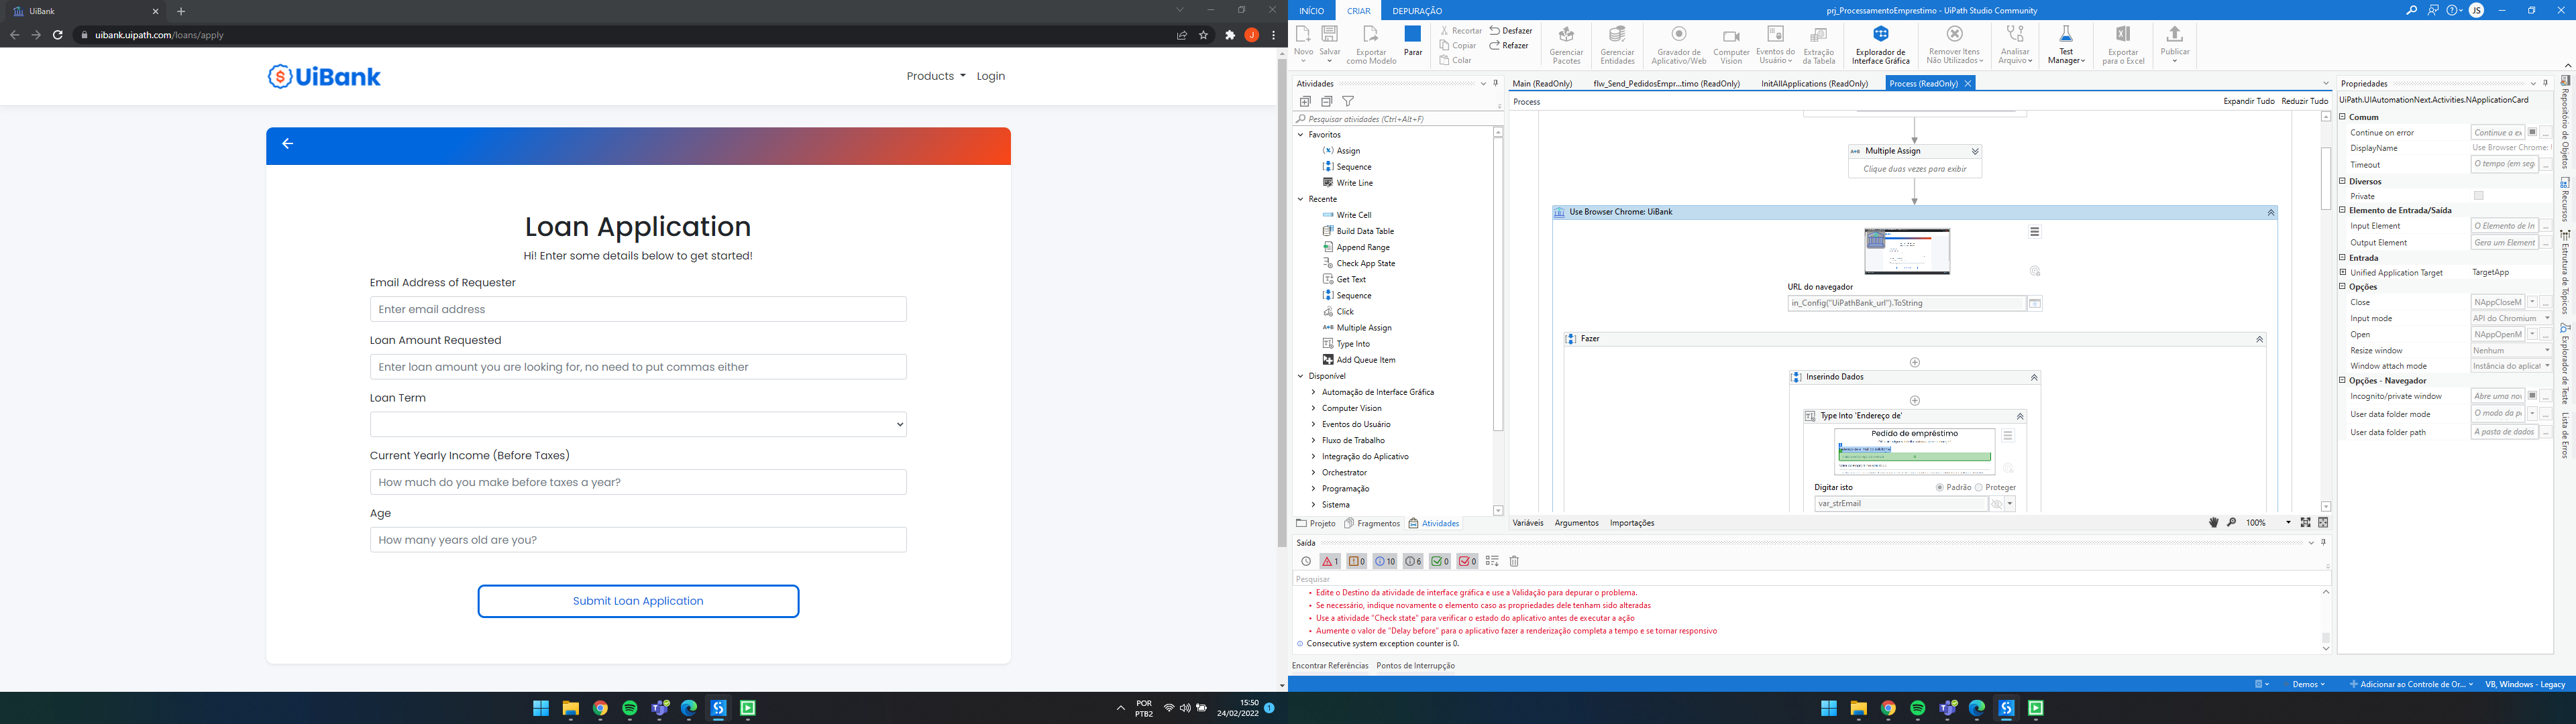 UiBank
uibank.uipath.com/loans/apply
J
UiBank
Products
Login
Loan Application
Hi! Enter some details below to get started!
Email Address of Requester
Enter email address
Loan Amount Requested
Enter loan amount you are looking for, no need to put commas either
Loan Term
Current Yearly Income (Before Taxes)
How much do you make before taxes a year?
Age
How many years old are you?
Submit Loan Application
POR
PTB2
15:50
24/02/2022
1
INÍCIO
CRIAR
DEPURAÇÃO
prj_ProcessamentoEmprestimo - UiPath Studio Community
JS
Novo
Salvar
Exportar
como Modelo
Parar
Recortar
Copiar
Colar
Desfazer
Refazer
Gerenciar
Pacotes
Gerenciar
Entidades
Gravador de
Aplicativo/Web
Computer
Vision
Eventos do
Usuário
Extração
da Tabela
Explorador de
Interface Gráfica
Remover Itens
Não Utilizados
Analisar
Arquivo
Test
Manager
Exportar
para o Excel
Publicar
Atividades
Pesquisar atividades (Ctrl+Alt+F)
Favoritos
Assign
Sequence
Write Line
Recente
Write Cell
Build Data Table
Append Range
Check App State
Get Text
Sequence
Click
Multiple Assign
Type Into
Add Queue Item
Disponível
Automação de Interface Gráfica
Computer Vision
Eventos do Usuário
Fluxo de Trabalho
Integração do Aplicativo
Orchestrator
Programação
Sistema
Projeto
Fragmentos
Atividades
Main (ReadOnly)
flw_Send_PedidosEmpr...timo (ReadOnly)
InitAllApplications (ReadOnly)
Process (ReadOnly)
Process
Expandir Tudo
Reduzir Tudo
Multiple Assign
Clique duas vezes para exibir
Use Browser Chrome: UiBank
URL do navegador
in_Config("UiPathBank_url").ToString
Fazer
Inserindo Dados
Type Into 'Endereço de'
Pedido de empréstimo
Digitar isto
Padrão
Proteger
var_strEmail
Variáveis
Argumentos
Importações
100%
Saída
1
0
10
6
0
0
Pesquisar
• Edite o Destino da atividade de interface gráfica e use a Validação para depurar o problema.
• Se necessário, indique novamente o elemento caso as propriedades dele tenham sido alteradas
• Use a atividade "Check state" para verificar o estado do aplicativo antes de executar a ação
• Aumente o valor de "Delay before" para o aplicativo fazer a renderização completa a tempo e se tornar responsivo
Consecutive system exception counter is 0.
Encontrar Referências
Pontos de Interrupção
Propriedades
UiPath.UIAutomationNext.Activities.NApplicationCard
Comum
Continue on error
Continue a ex
DisplayName
Use Browser Chrome: U
Timeout
O tempo (em seg
Diversos
Private
Elemento de Entrada/Saída
Input Element
O Elemento de In
Output Element
Gera um Element
Entrada
Unified Application Target
TargetApp
Opções
Close
NAppCloseM
Input mode
API do Chromium
Open
NAppOpenM
Resize window
Nenhum
Window attach mode
Instância do aplicat
Opções - Navegador
Incognito/private window
Abre uma nov
User data folder mode
O modo da pa
User data folder path
A pasta de dados
Repositório de Objetos
Recursos
Estrutura de Tópicos
Explorador de Teste
Lista de Erros
Demos
Adicionar ao Controle de Or...
VB, Windows - Legacy